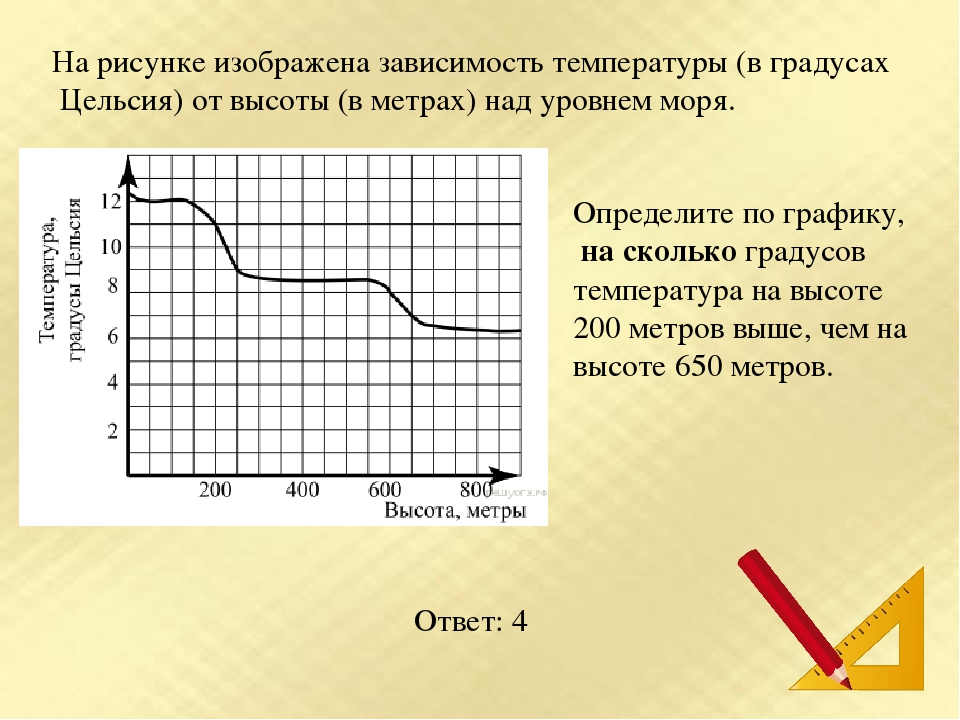 На рисунке изображена зависимость температуры (в градусах
Цельсия) от высоты (в метрах) над уровнем моря.
Температура,
градусы Цельсия
12
10
8
6
4
2
200 400 600 800
решуогэ.рф
Высота, метры
Определите по графику,
на сколько градусов
температура на высоте
200 метров выше, чем на
высоте 650 метров.
Ответ: 4